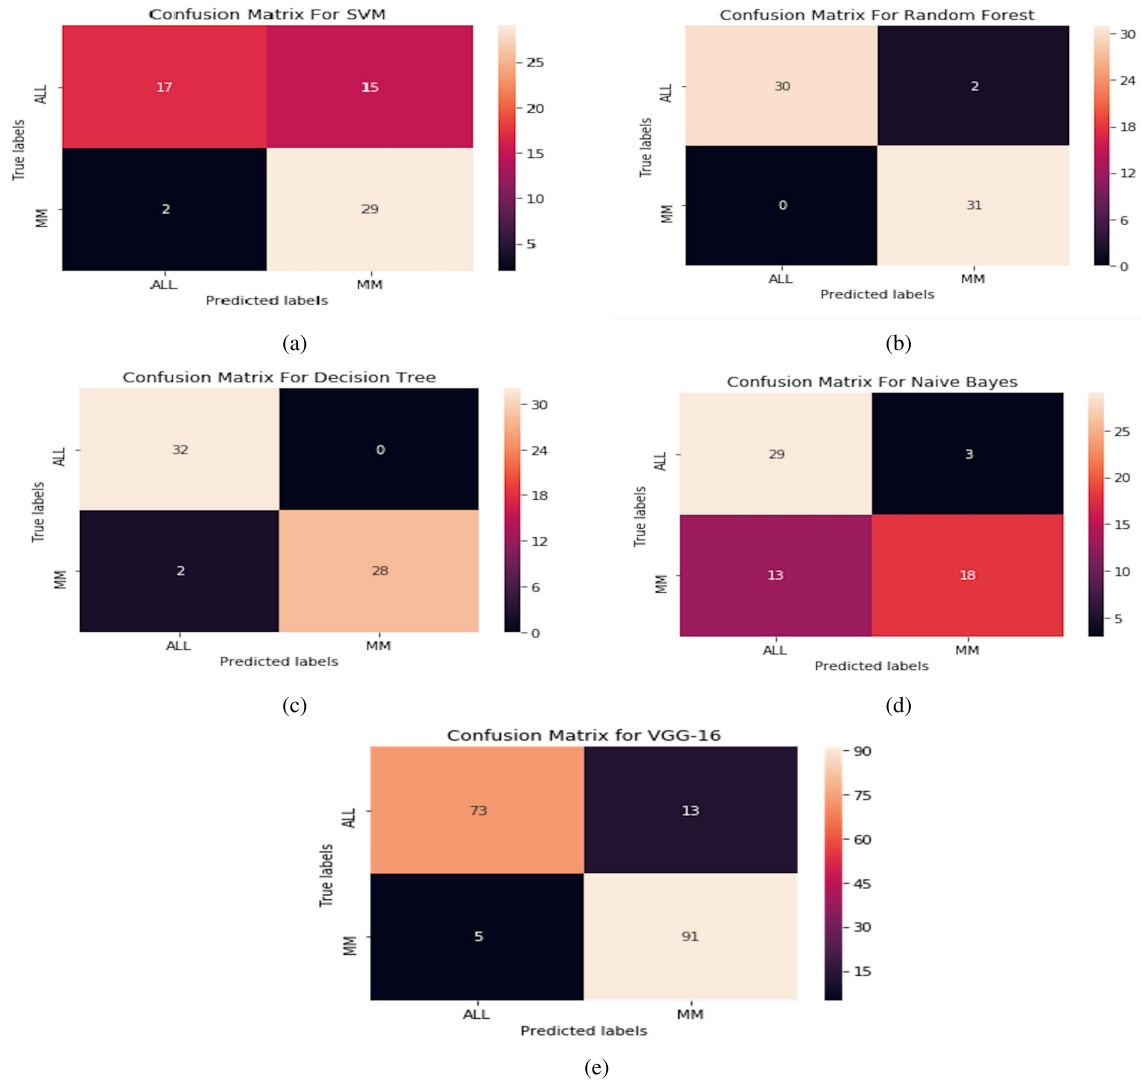 Confusion Matrix For SVM
ALL
17
15
25
20
15
10
5
True labels
MM
2
29
ALL
MM
Predicted labels
(a)
Confusion Matrix For Random Forest
ALL
30
2
30
24
18
12
6
0
True labels
MM
0
31
ALL
MM
Predicted labels
(b)
Confusion Matrix For Decision Tree
ALL
32
0
30
24
18
12
6
0
True labels
MM
2
28
ALL
MM
Predicted labels
(c)
Confusion Matrix For Naive Bayes
ALL
29
3
25
20
15
10
5
True labels
MM
13
18
ALL
MM
Predicted labels
(d)
Confusion Matrix for VGG-16
ALL
73
13
90
75
60
45
30
15
True labels
MM
5
91
ALL
MM
Predicted labels
(e)